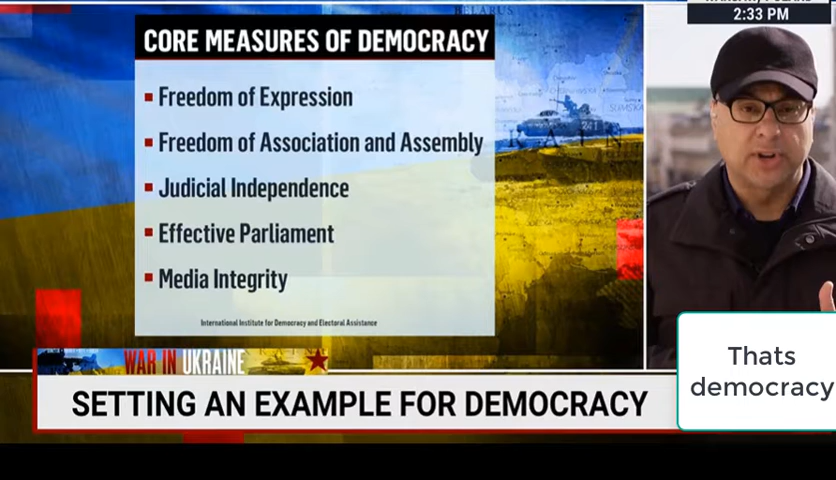 2:33 PM
CORE MEASURES OF DEMOCRACY
▪ Freedom of Expression
▪ Freedom of Association and Assembly
▪ Judicial Independence
▪ Effective Parliament
▪ Media Integrity
International Institute for Democracy and Electoral Assistance
WAR IN UKRAINE
SETTING AN EXAMPLE FOR DEMOCRACY
Thats
democracy
BELARUS
241